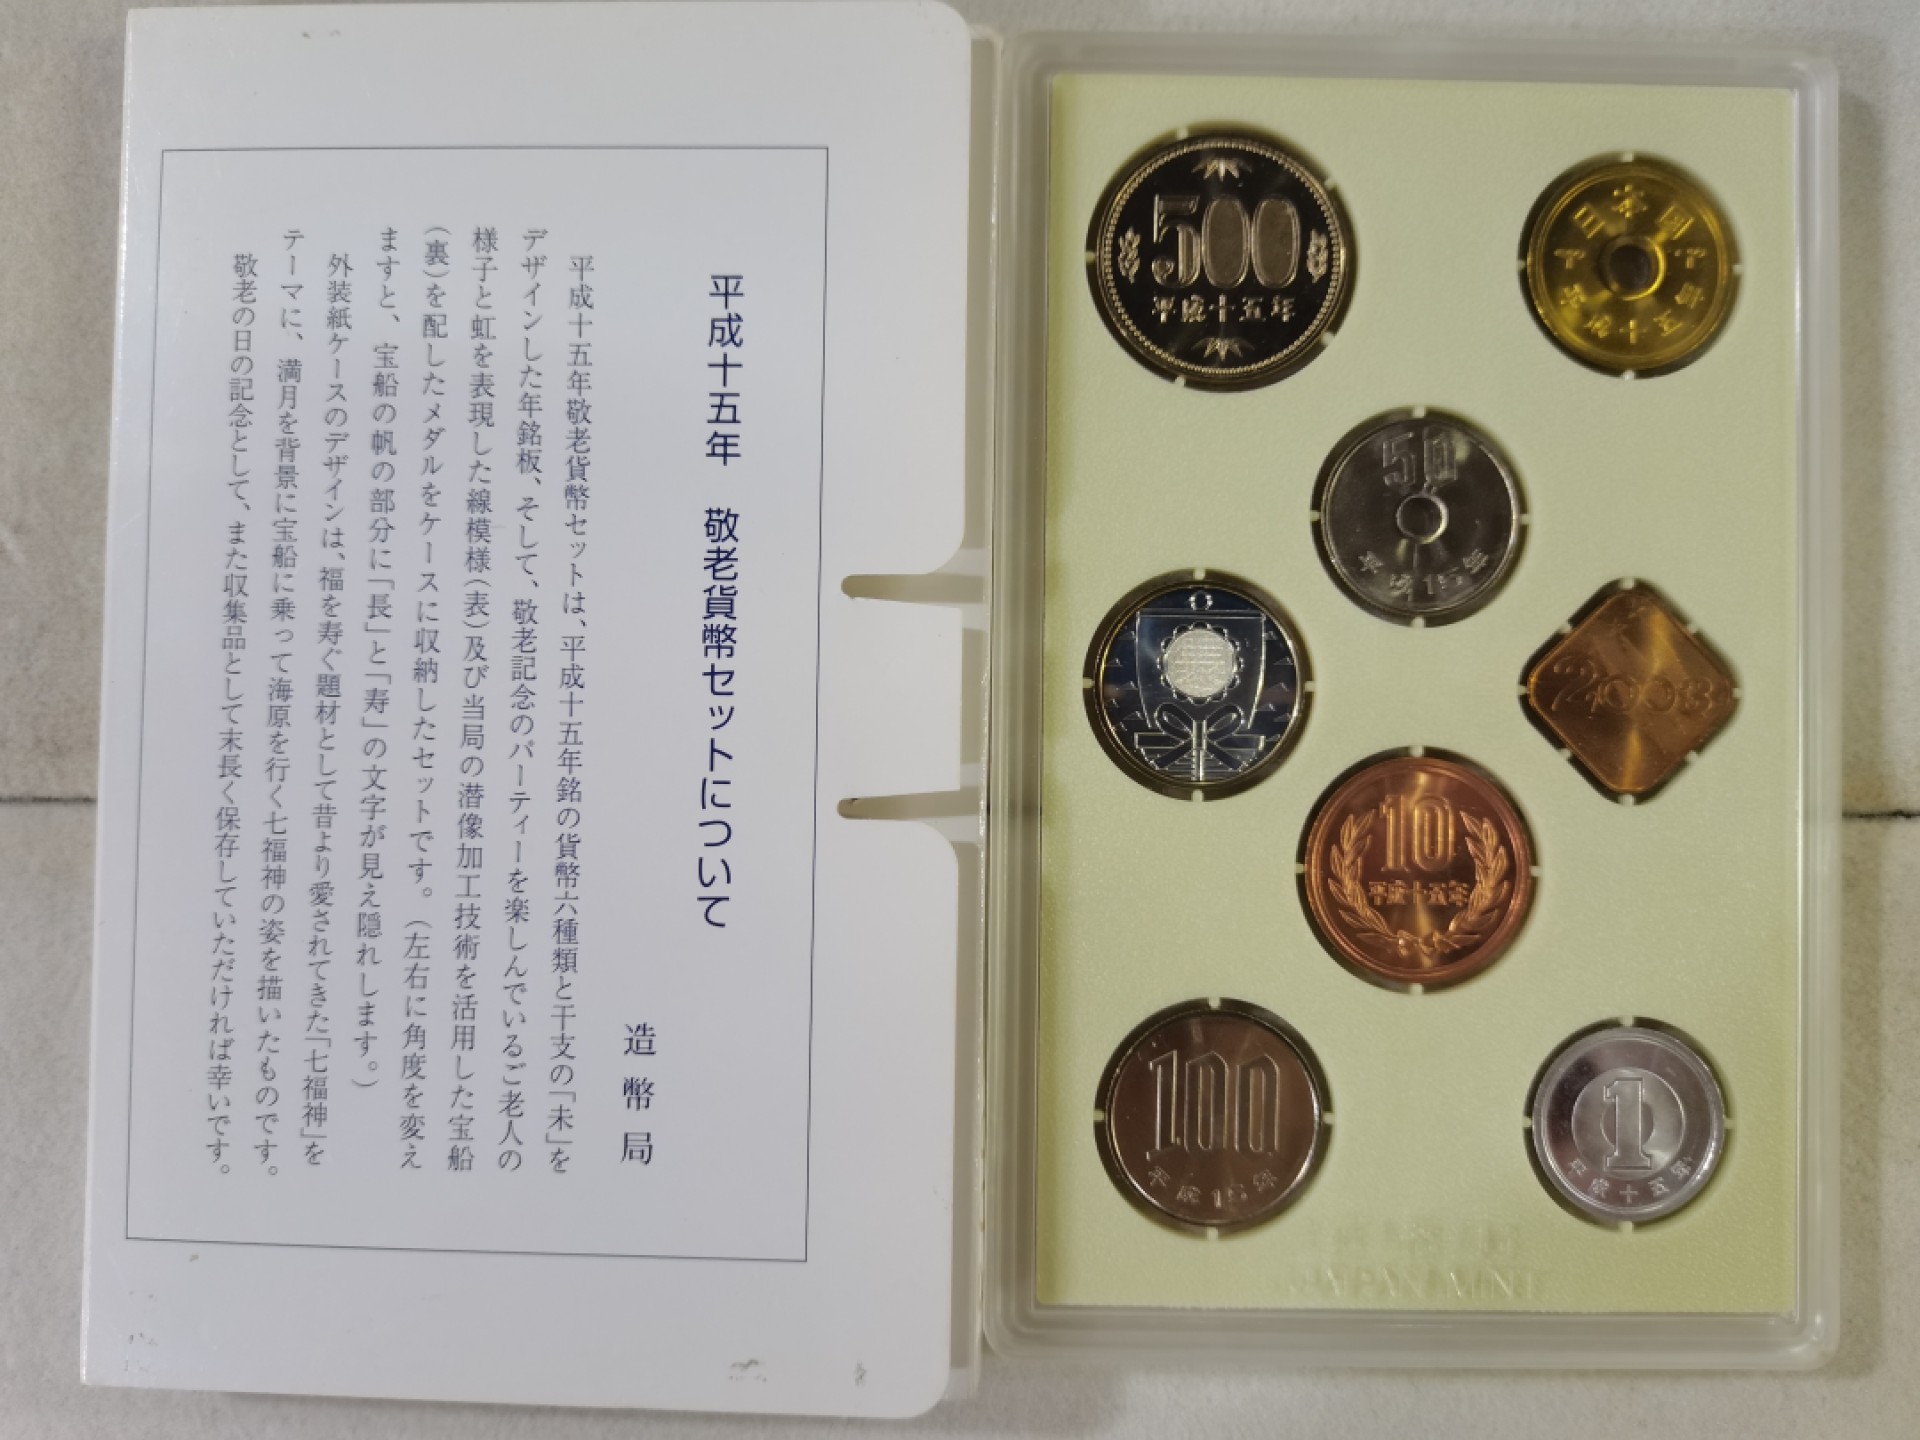 平成十五年　敬老貨幣セットについて
造幣局
平成十五年敬老貨幣セットは、平成十五年銘の貨幣六種類と干支の「未」を
デザインした年銘板、そして、敬老記念のパーティーを楽しんでいるご老人の
様子と虹を表現した線模様(表)及び当局の潜像加工技術を活用した宝船
(裏)を配したメダルをケースに収納したセットです。(左右に角度を変え
ますと、宝船の帆の部分に「長」と「寿」の文字が見え隠れします。)
外装紙ケースのデザインは、福を寿ぐ題材として昔より愛されてきた「七福神」を
テーマに、満月を背景に宝船に乗って海原を行く七福神の姿を描いたものです。
敬老の日の記念として、また収集品として末長く保存していただければ幸いです。
500
平成十五年
日本国
平成十五年
50
平成15年
2003
10
平成十五年
100
平成15年
1
平成十五年
JAPAN MINT